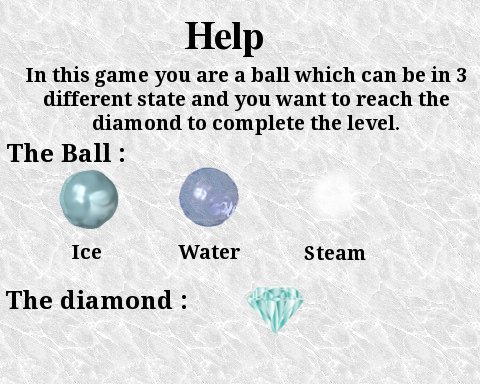 Help
In this game you are a ball which can be in 3
different state and you want to reach the
diamond to complete the level.
The Ball :
Ice Water Steam
The diamond :